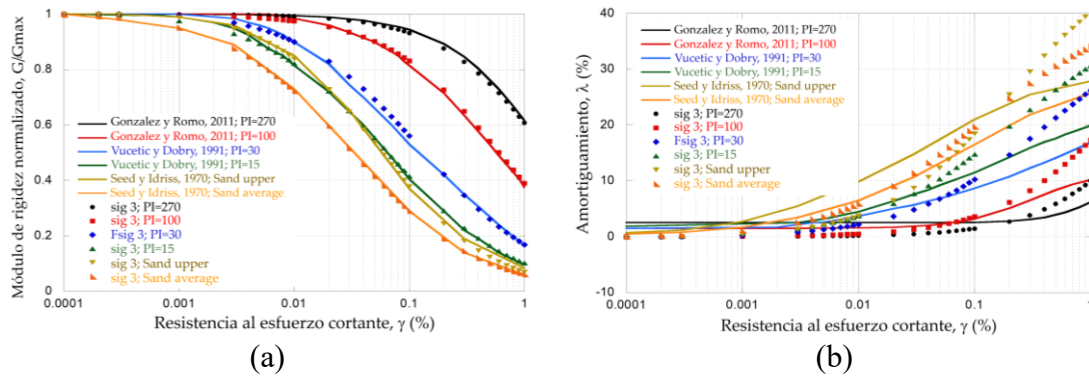 Módulo de rigidez normalizado, G/Gmax
1
0.8
0.6
0.4
0.2
0
Gonzalez y Romo, 2011; PI=270
Gonzalez y Romo, 2011; PI=100
Vucetic y Dobry, 1991; PI=30
Vucetic y Dobry, 1991; PI=15
Seed y Idriss, 1970; Sand upper
Seed y Idriss, 1970; Sand average
sig 3; PI=270
sig 3; PI=100
Fsig 3; PI=30
sig 3; PI=15
sig 3; Sand upper
sig 3; Sand average
0.0001 0.001 0.01 0.1 1
Resistencia al esfuerzo cortante, γ (%)
(a)
Amortiguamiento, λ (%)
40
30
20
10
0
-10
Gonzalez y Romo, 2011; PI=270
Gonzalez y Romo, 2011; PI=100
Vucetic y Dobry, 1991; PI=30
Vucetic y Dobry, 1991; PI=15
Seed y Idriss, 1970; Sand upper
Seed y Idriss, 1970; Sand average
sig 3; PI=270
sig 3; PI=100
Fsig 3; PI=30
sig 3; PI=15
sig 3; Sand upper
sig 3; Sand average
0.0001 0.001 0.01 0.1 1
Resistencia al esfuerzo cortante, γ (%)
(b)